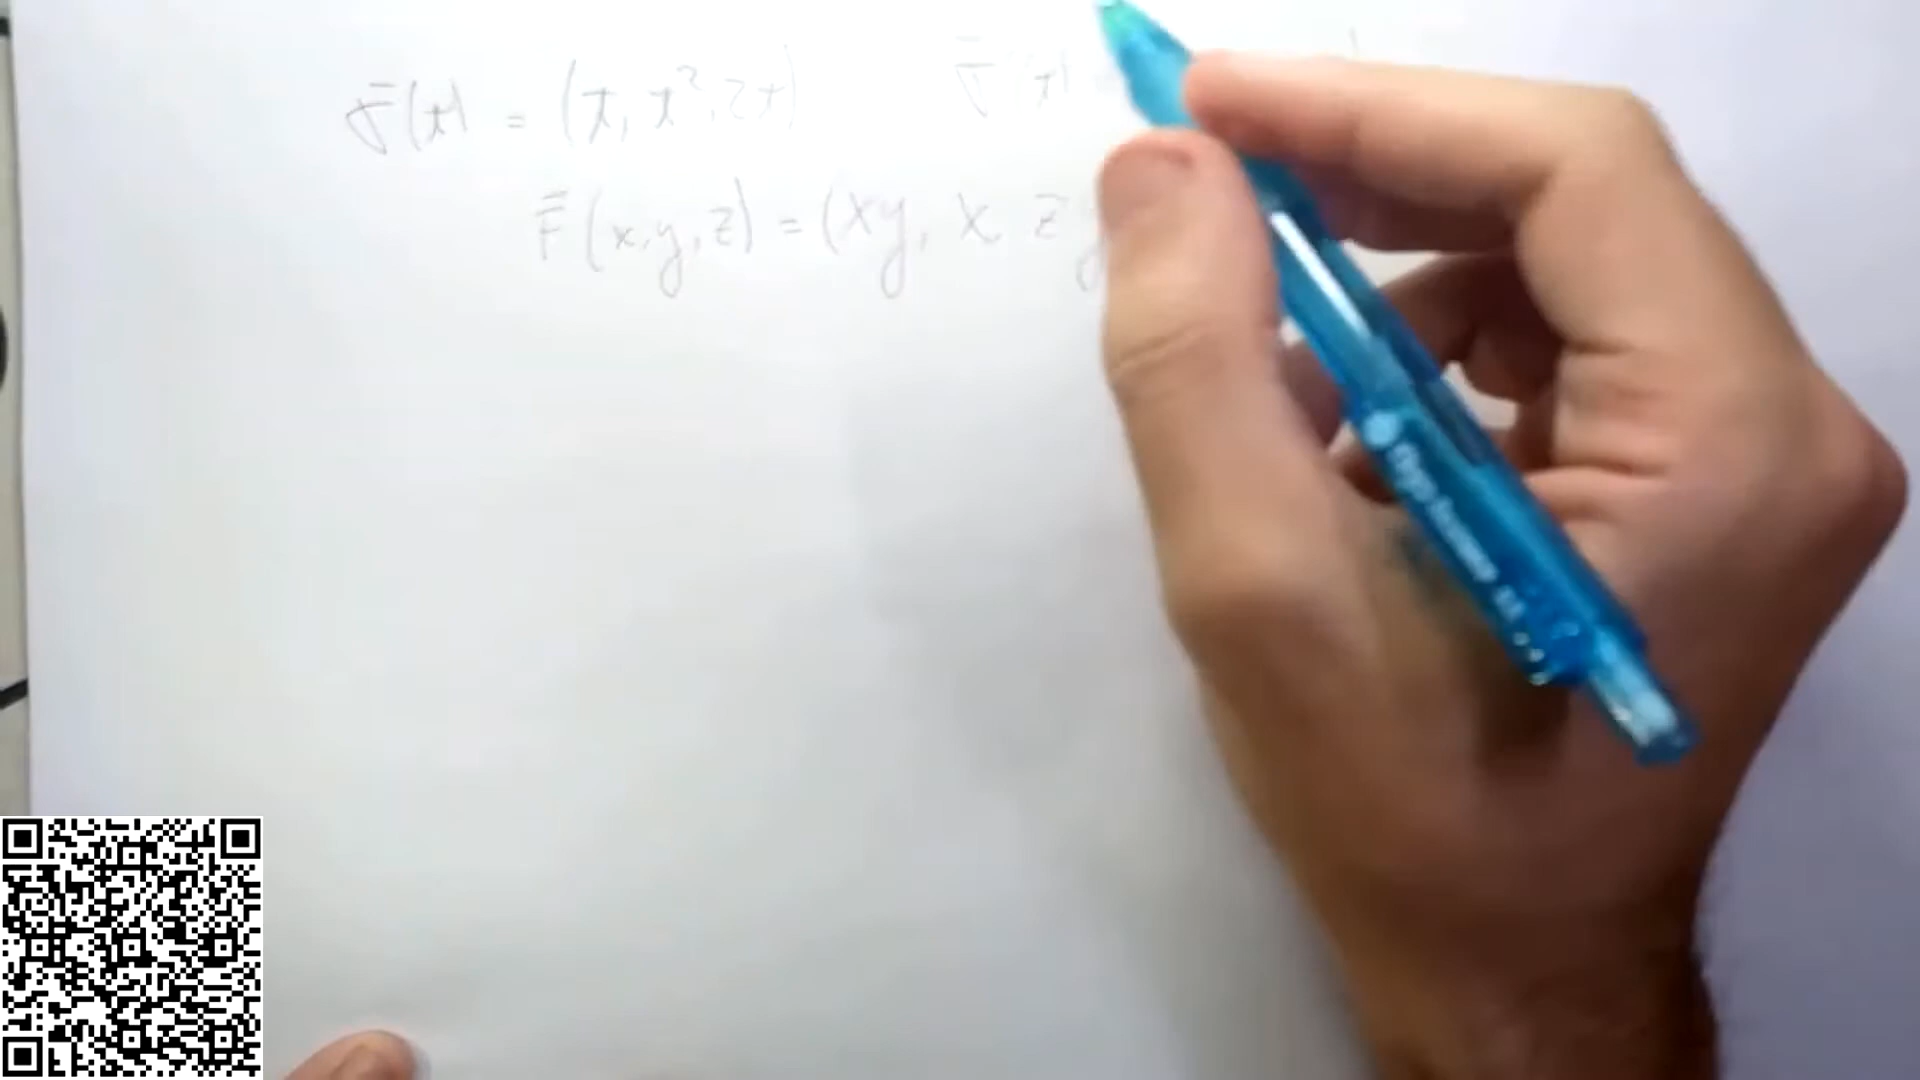 σ̄(t) = (t, t², 2t) σ̄'(t)
F̄(x,y,z) = (xy, x, z